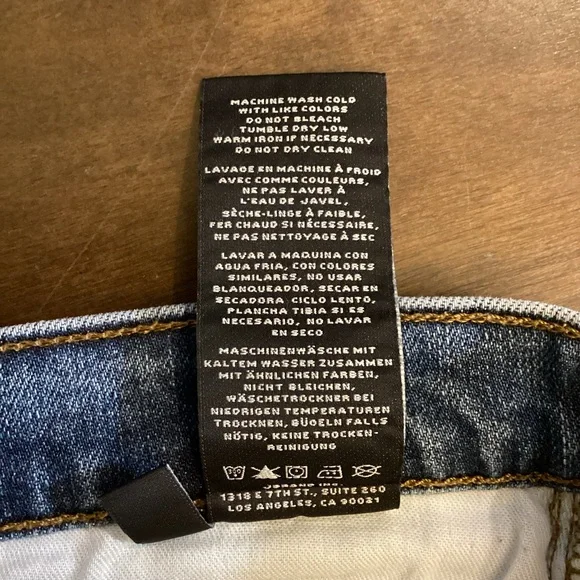 MACHINE WASH COLD
WITH LIKE COLORS
DO NOT BLEACH
TUMBLE DRY LOW
WARM IRON IF NECESSARY
DO NOT DRY CLEAN
LAVADE EN MACHINE À FROID
AVEC COMME COULEURS,
NE PAS LAVER À
L'EAU DE JAVEL,
SÈCHE-LINGE A FAIBLE,
FER CHAUD SI NÉCESSAIRE,
NE PAS NETTOYAGE À SEC
LAVAR A MAQUINA CON
AGUA FRIA, CON COLORES
SIMILARES, NO USAR
BLANQUEADOR, SECAR EN
SECADORA CICLO LENTO,
PLANCHA TIBIA SI ES
NECESARIO, NO LAVAR
EN SECO
MASCHINENWÄSCHE MIT
KALTEM WASSER ZUSAMMEN
MIT ÄHNLICHEN FARBEN,
NICHT BLEICHEN,
WÄSCHETROCKNER BEI
NIEDRIGEN TEMPERATUREN
TROCKNEN, BÜGELN FALLS
NÖTIG, KEINE TROCKEN-
REINIGUNG
JBRAND INC.
1318 E 7TH ST., SUITE 260
LOS ANGELES, CA 90021